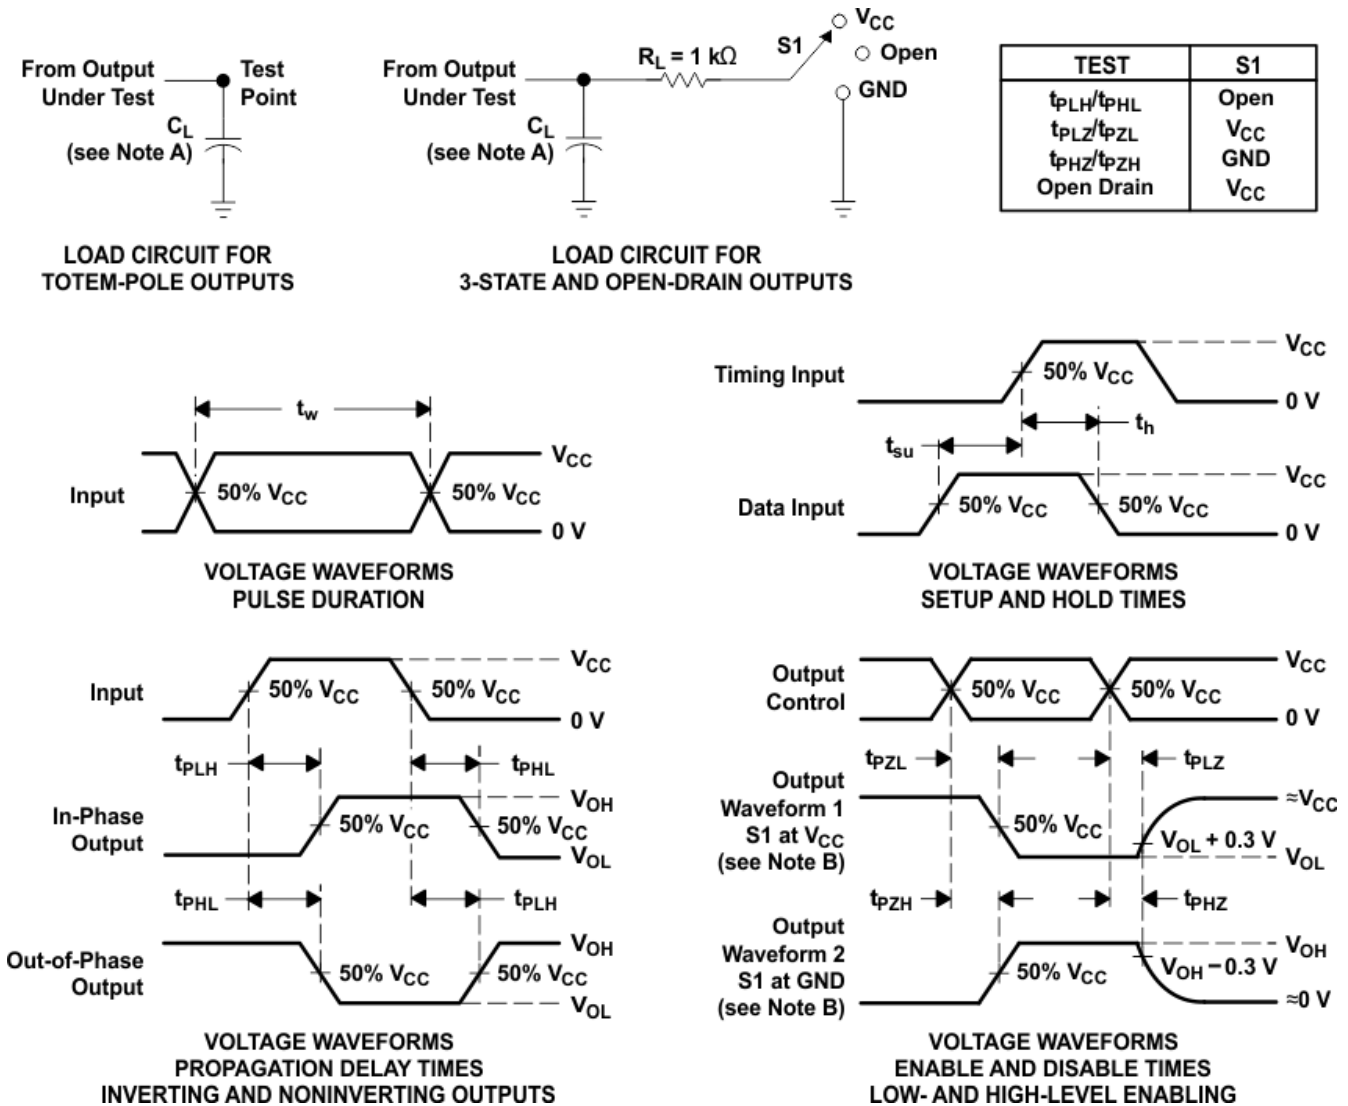 From Output
Under Test
Test
Point
CL
(see Note A)
LOAD CIRCUIT FOR
TOTEM-POLE OUTPUTS
From Output
Under Test
RL = 1 kΩ
S1
VCC
Open
GND
CL
(see Note A)
LOAD CIRCUIT FOR
3-STATE AND OPEN-DRAIN OUTPUTS
TEST S1
tPLH/tPHL Open
tPLZ/tPZL VCC
tPHZ/tPZH GND
Open Drain VCC
tw
Input
50% VCC
50% VCC
VCC
0 V
VOLTAGE WAVEFORMS
PULSE DURATION
Timing Input
50% VCC
VCC
0 V
th
tsu
Data Input
50% VCC
50% VCC
VCC
0 V
VOLTAGE WAVEFORMS
SETUP AND HOLD TIMES
Input
50% VCC
50% VCC
VCC
0 V
tPLH
tPHL
In-Phase
Output
50% VCC
50% VCC
VOH
VOL
tPHL
tPLH
Out-of-Phase
Output
50% VCC
50% VCC
VOH
VOL
VOLTAGE WAVEFORMS
PROPAGATION DELAY TIMES
INVERTING AND NONINVERTING OUTPUTS
Output
Control
50% VCC
50% VCC
VCC
0 V
tPZL
tPLZ
Output
Waveform 1
S1 at VCC
(see Note B)
50% VCC
VOL + 0.3 V
≈VCC
VOL
tPZH
tPHZ
Output
Waveform 2
S1 at GND
(see Note B)
50% VCC
VOH − 0.3 V
VOH
≈0 V
VOLTAGE WAVEFORMS
ENABLE AND DISABLE TIMES
LOW- AND HIGH-LEVEL ENABLING